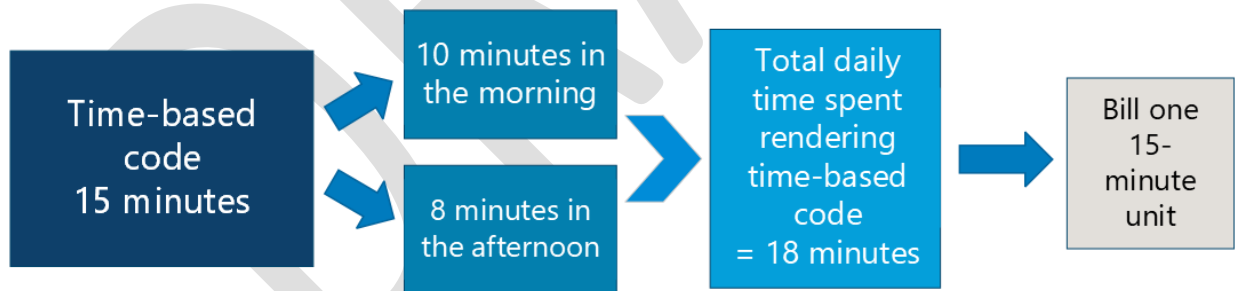 Time-based
code
15 minutes
10 minutes in
the morning
8 minutes in
the afternoon
Total daily
time spent
rendering
time-based
code
= 18 minutes
Bill one
15-
minute
unit